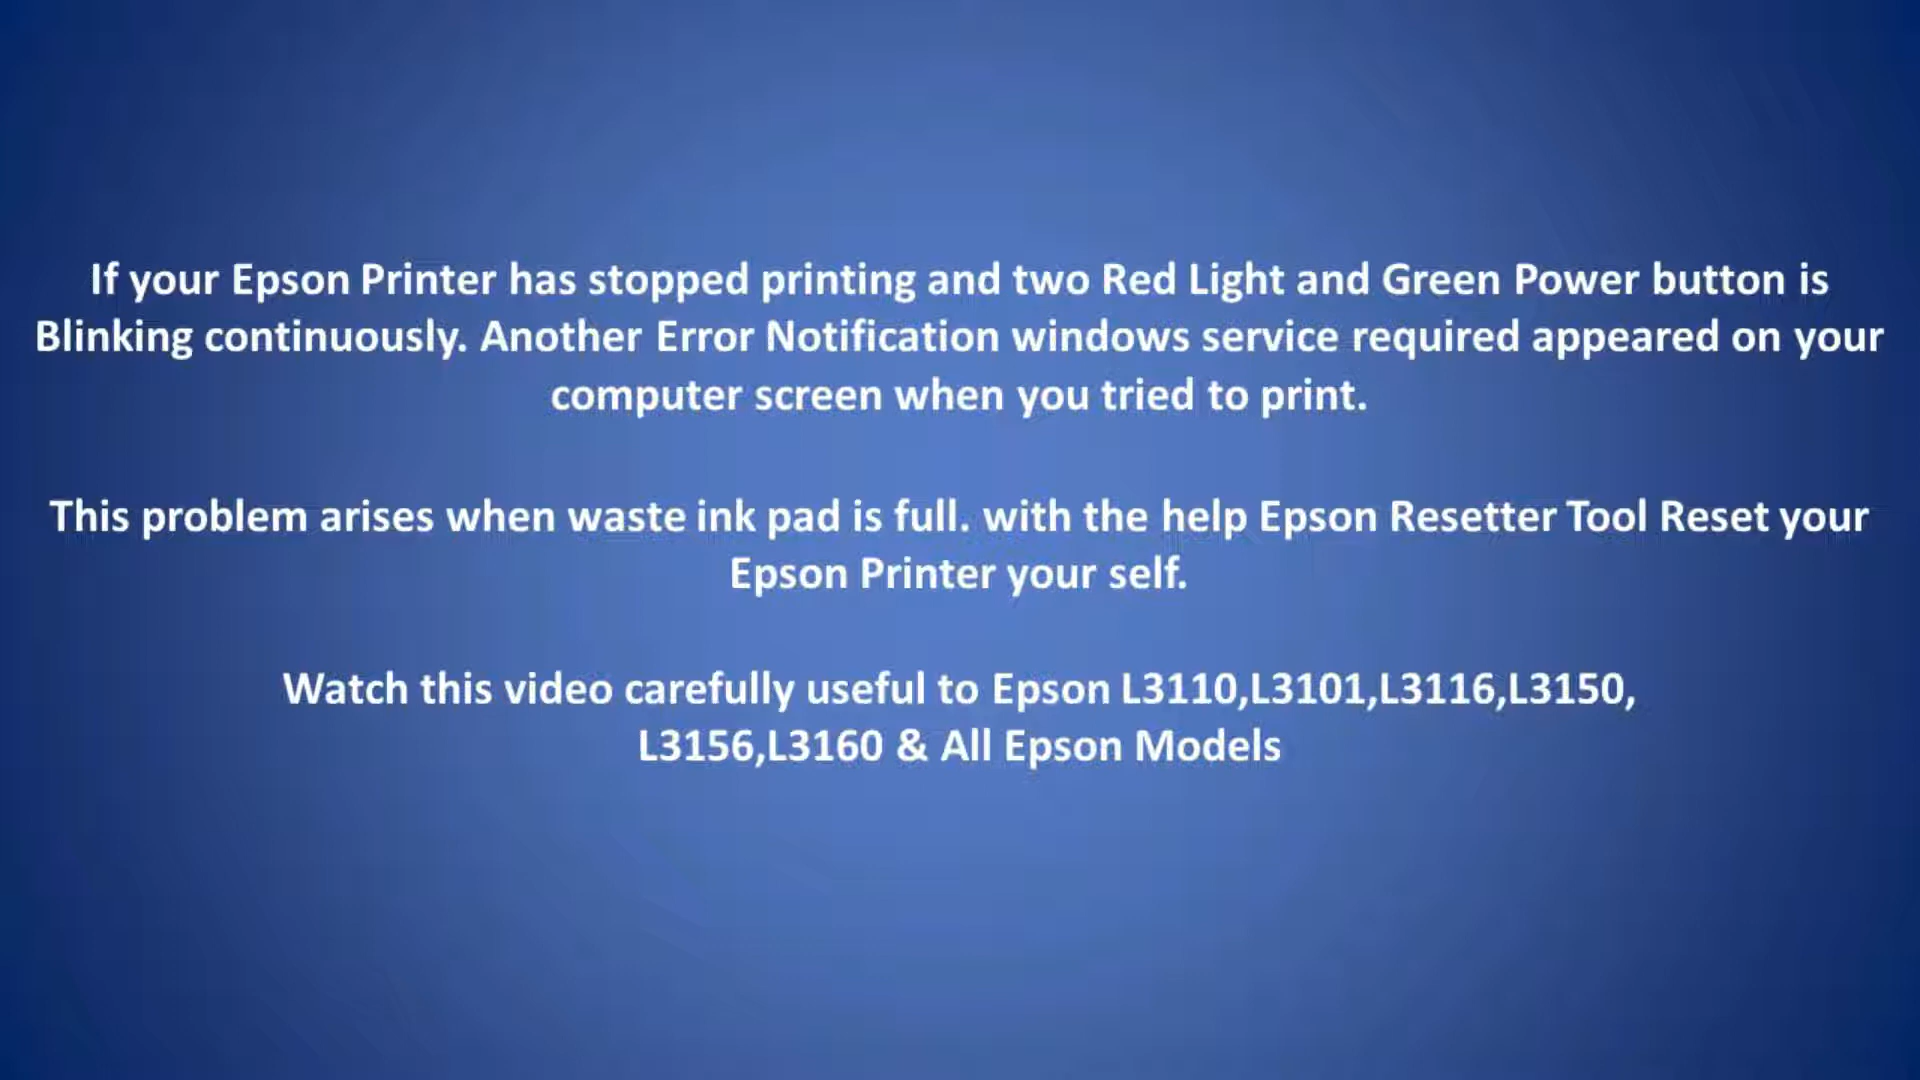 If your Epson Printer has stopped printing and two Red Light and Green Power button is
Blinking continuously. Another Error Notification windows service required appeared on your
computer screen when you tried to print.
This problem arises when waste ink pad is full. with the help Epson Resetter Tool Reset your
Epson Printer your self.
Watch this video carefully useful to Epson L3110,L3101,L3116,L3150,
L3156,L3160 & All Epson Models